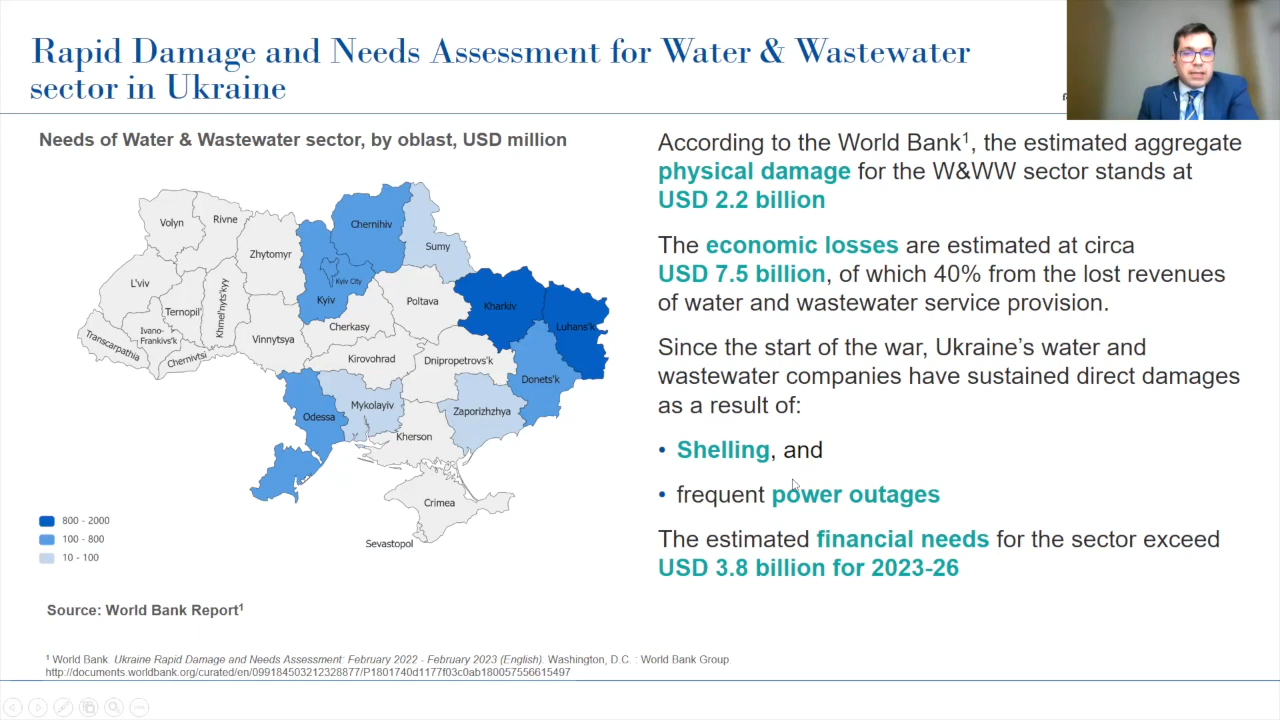 Rapid Damage and Needs Assessment for Water & Wastewater
sector in Ukraine
Needs of Water & Wastewater sector, by oblast, USD million
Volyn
Rivne
Zhytomyr
Chernihiv
Sumy
Kyiv City
Kyiv
L'viv
Ternopil'
Khmel'nyts'kyy
Ivano-
Frankivs'k
Transcarpathia
Chernivtsi
Vinnytsya
Cherkasy
Poltava
Kharkiv
Luhans'k
Kirovohrad
Dnipropetrovs'k
Donets'k
Odessa
Mykolayiv
Zaporizhzhya
Kherson
Crimea
Sevastopol
800 - 2000
100 - 800
10 - 100
Source: World Bank Report¹
According to the World Bank¹, the estimated aggregate
physical damage for the W&WW sector stands at
USD 2.2 billion
The economic losses are estimated at circa
USD 7.5 billion, of which 40% from the lost revenues
of water and wastewater service provision.
Since the start of the war, Ukraine's water and
wastewater companies have sustained direct damages
as a result of:
• Shelling, and
• frequent power outages
The estimated financial needs for the sector exceed
USD 3.8 billion for 2023-26
¹ World Bank. Ukraine Rapid Damage and Needs Assessment: February 2022 - February 2023 (English). Washington, D.C. : World Bank Group.
http://documents.worldbank.org/curated/en/099184503212328877/P1801740d1177f03c0ab180057556615497